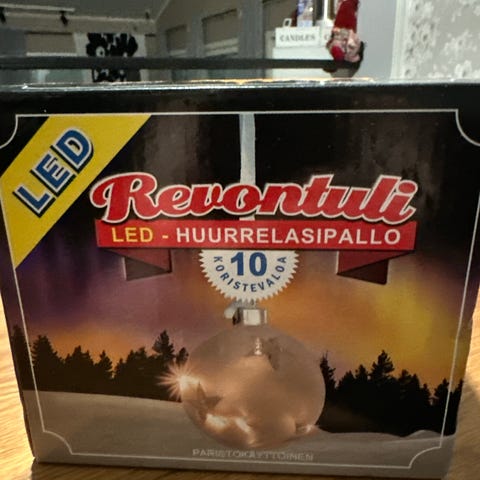 CANDLES
LED
Revontuli
LED - HUURRELASIPALLO
10
KORISTEVALOA
PARISTOKÄYTTÖINEN